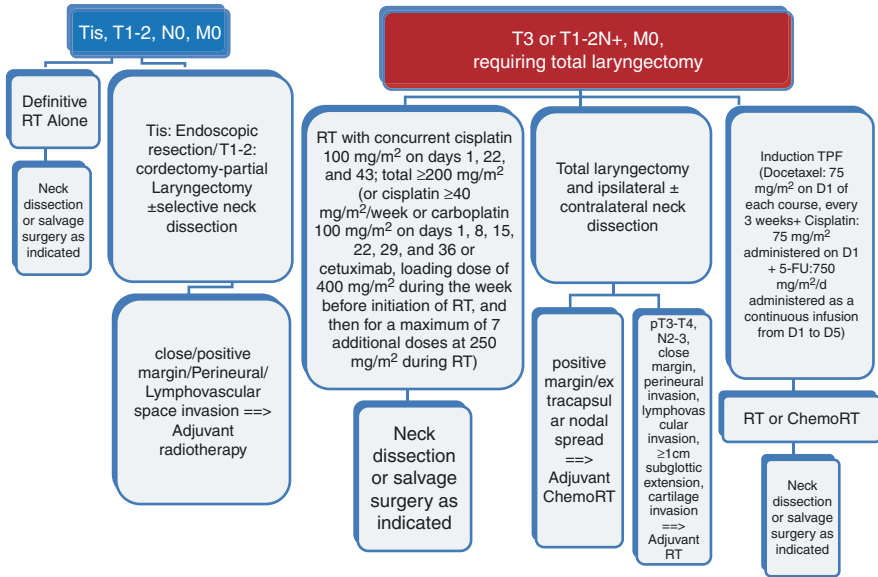 Tis, T1-2, N0, M0
Definitive
RT Alone
Neck
dissection
or salvage
surgery as
indicated
Tis: Endoscopic
resection/T1-2:
cordectomy-partial
Laryngectomy
±selective neck
dissection
close/positive
margin/Perineural/
Lymphovascular
space invasion ==>
Adjuvant
radiotherapy
T3 or T1-2N+, M0,
requiring total laryngectomy
RT with concurrent cisplatin
100 mg/m² on days 1, 22,
and 43; total ≥200 mg/m²
(or cisplatin ≥40
mg/m²/week or carboplatin
100 mg/m² on days 1, 8, 15,
22, 29, and 36 or
cetuximab, loading dose of
400 mg/m² during the week
before initiation of RT, and
then for a maximum of 7
additional doses at 250
mg/m² during RT)
Neck
dissection
or salvage
surgery as
indicated
Total laryngectomy
and ipsilateral ±
contralateral neck
dissection
positive
margin/ex
tracapsul
ar nodal
spread
==>
Adjuvant
ChemoRT
pT3-T4,
N2-3,
close
margin,
perineural
invasion,
lymphovas
cular
invasion,
≥1cm
subglottic
extension,
cartilage
invasion
==>
Adjuvant
RT
Induction TPF
(Docetaxel: 75
mg/m² on D1 of
each course, every
3 weeks+ Cisplatin:
75 mg/m²
administered on D1
+ 5-FU:750
mg/m²/d
administered as a
continuous infusion
from D1 to D5)
RT or ChemoRT
Neck
dissection
or salvage
surgery as
indicated